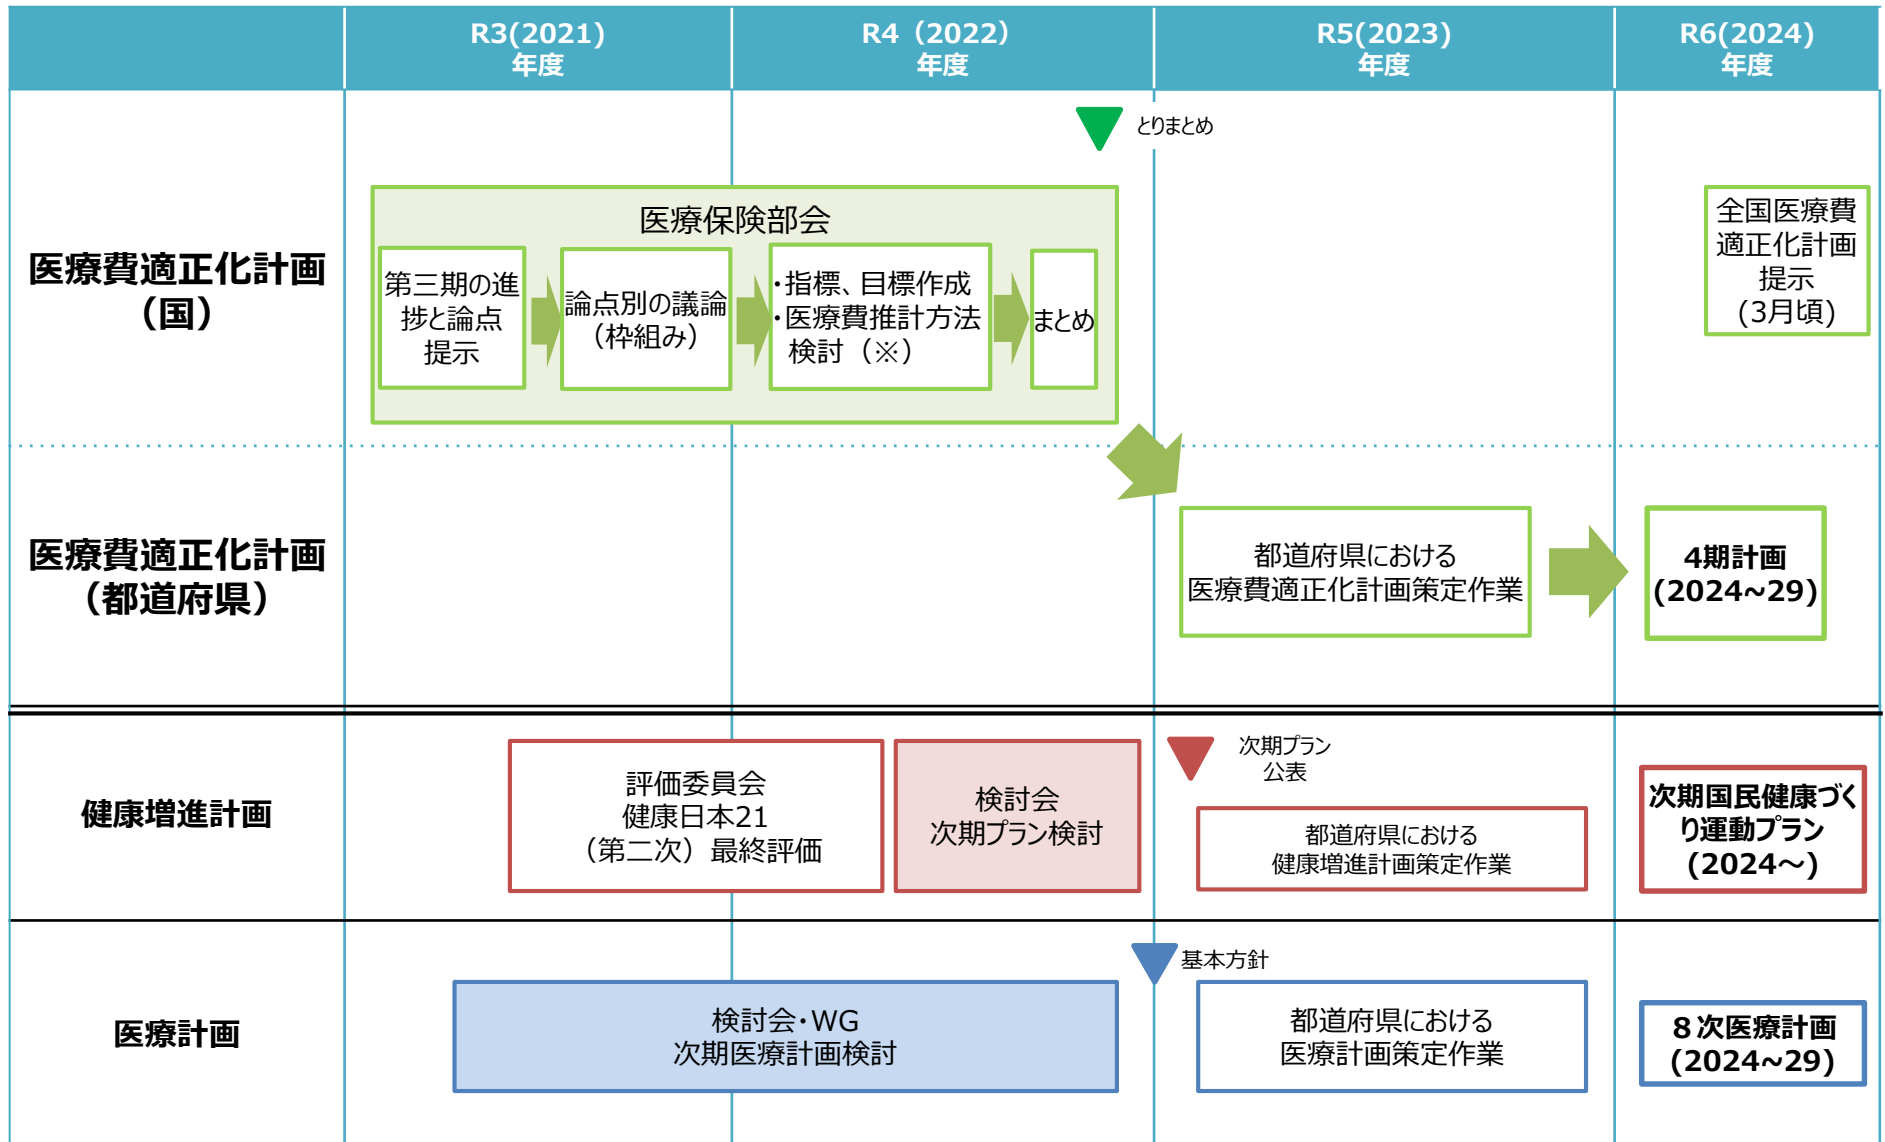 R3(2021)
年度
R4（2022）
年度
R5(2023)
年度
R6(2024)
年度
医療費適正化計画
（国）
とりまとめ
医療保険部会
第三期の進
捗と論点
提示
論点別の議論
（枠組み）
・指標、目標作成
・医療費推計方法
検討（※）
まとめ
全国医療費
適正化計画
提示
(3月頃)
医療費適正化計画
（都道府県）
都道府県における
医療費適正化計画策定作業
4期計画
(2024~29)
健康増進計画
評価委員会
健康日本21
（第二次）最終評価
検討会
次期プラン検討
次期プラン
公表
都道府県における
健康増進計画策定作業
次期国民健康づく
り運動プラン
(2024～)
医療計画
検討会・WG
次期医療計画検討
基本方針
都道府県における
医療計画策定作業
８次医療計画
(2024~29)